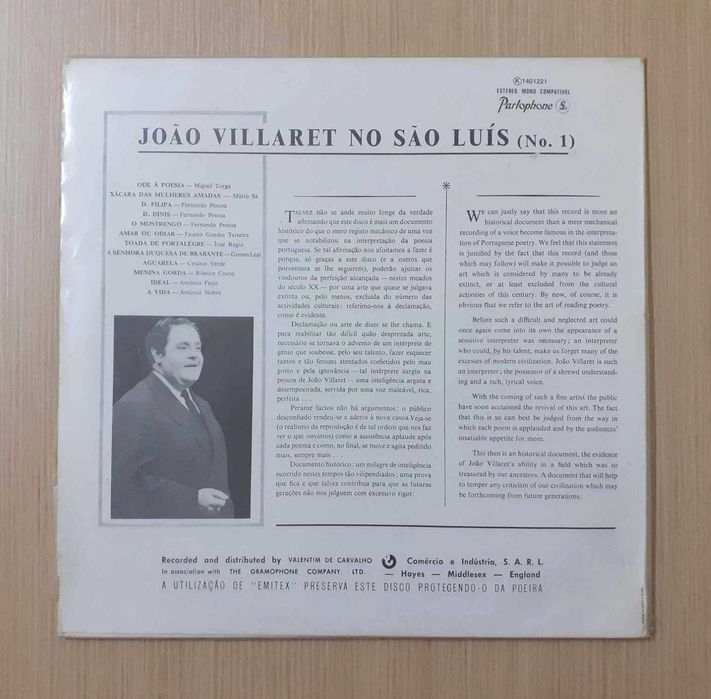 Ⓚ1401221
ESTEREO MONO COMPATIVEL
Parlophone £
JOÃO VILLARET NO SÃO LUÍS (No. 1)
ODE À POESIA — Miguel Torga
XÁCARA DAS MULHERES AMADAS — Mário Sá
D. FILIPA — Fernando Pessoa
D. DINIS — Fernando Pessoa
O MOSTRENGO — Fernando Pessoa
AMAR OU ODIAR — Fausto Guedes Teixeira
TOADA DE PORTALEGRE — José Régio
A SENHORA DUQUESA DE BRABANTE — Gomes Leal
AGUARELA — Cesário Verde
MENINA GORDA — Ribeiro Couto
IDEAL — António Feijó
A VIDA — António Nobre
TALVEZ não se ande muito longe da verdade
afirmando que este disco é mais um documento
histórico do que o mero registo mecânico de uma voz
que se notabilizou na interpretação da poesia
portuguesa. Se tal afirmação nos afoitamos a fazer é
porque, só graças a este disco (e a outros que
porventura se lhe seguirem), poderão ajuizar os
vindouros da perfeição alcançada — nestes meados
do século XX — por uma arte que quase se julgava
extinta ou, pelo menos, excluída do número das
actividades culturais: referimo-nos à declamação,
como é evidente.
Declamação ou arte de dizer se lhe chama. E
para reabilitar tão difícil quão desprezada arte,
necessário se tornava o advento de um intérprete de
génio que soubesse, pelo seu talento, fazer esquecer
tantos e tão ferozes atentados cometidos pelo mau
gosto e pela ignorância — tal intérprete surgiu na
pessoa de João Villaret — uma inteligência arguta e
desempoeirada, servida por uma voz maleável, rica,
perfeita . . .
Perante factos não há argumentos: o público
desconfiado rendeu-se e aderiu à nova causa. Veja-se
(o realismo da reprodução é de tal ordem que nos faz
ver o que ouvimos) como a assistência aplaude após
cada poema e como, no final, se move e agita pedindo
mais, sempre mais . . .
Documento histórico: um milagre de inteligência
ocorrido nestes tempos tão vilipendiados; uma prova
que fica e que talvez contribua para que as futuras
gerações não nos julguem com excessivo rigor.
*
WE can justly say that this record is more an
historical document than a mere mechanical
recording of a voice become famous in the interpreta-
tion of Portuguese poetry. We feel that this statement
is justified by the fact that this record (and those
which may follow) will make it possible to judge an
art which is considered by many to be already
extinct, or at least excluded from the cultural
activities of this century. By now, of course, it is
obvious that we refer to the art of reading poetry.
Before such a difficult and neglected art could
once again come into its own the appearance of a
sensitive interpreter was necessary; an interpreter
who could, by his talent, make us forget many of the
excesses of modern civilization. João Villaret is such
an interpreter; the possessor of a shrewd understand-
ing and a rich, lyrical voice.
With the coming of such a fine artist the public
have soon acclaimed the revival of this art. The fact
that this is so can best be judged from the way in
which each poem is applauded and by the audiences'
insatiable appetite for more.
This then is an historical document, the evidence
of João Villaret's ability in a field which was so
treasured by our ancestors. A document that will help
to temper any criticism of our civilization which may
be forthcoming from future generations.
Recorded and distributed by VALENTIM DE CARVALHO Comércio e Indústria, S. A. R. L.
In association with THE GRAMOPHONE COMPANY. LTD. — Hayes — Middlesex — England
A UTILIZAÇÃO DE "EMITEX" PRESERVA ESTE DISCO PROTEGENDO-O DA POEIRA